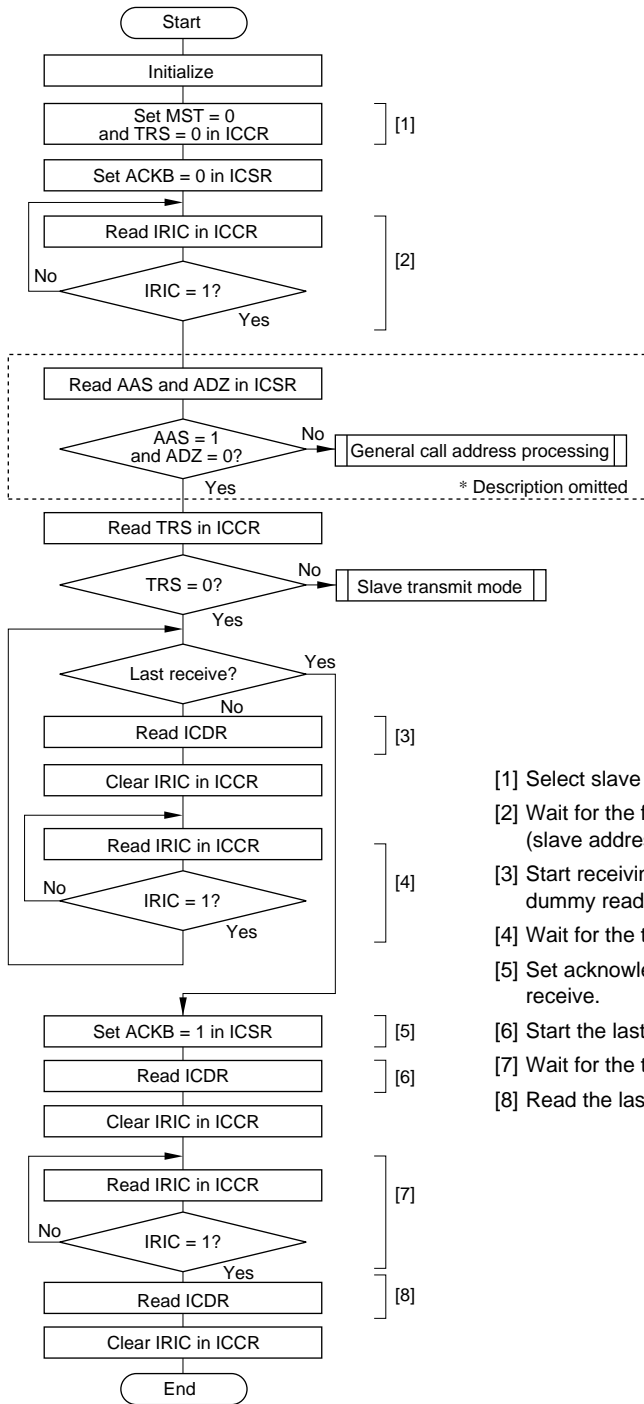 Start
Initialize
Set MST = 0
and TRS = 0 in ICCR
[1]
Set ACKB = 0 in ICSR
Read IRIC in ICCR
[2]
No
IRIC = 1?
Yes
Read AAS and ADZ in ICSR
AAS = 1
and ADZ = 0?
No
General call address processing
Yes
* Description omitted
Read TRS in ICCR
TRS = 0?
No
Slave transmit mode
Yes
Last receive?
Yes
No
Read ICDR
[3]
Clear IRIC in ICCR
Read IRIC in ICCR
[4]
No
IRIC = 1?
Yes
Set ACKB = 1 in ICSR
[5]
Read ICDR
[6]
Clear IRIC in ICCR
Read IRIC in ICCR
[7]
No
IRIC = 1?
Yes
Read ICDR
[8]
Clear IRIC in ICCR
End
[1] Select slave
[2] Wait for the
(slave
[3] Start
dummy read
[4] Wait for the
[5] Set
receive.
[6] Start the last
[7] Wait for the
[8] Read the